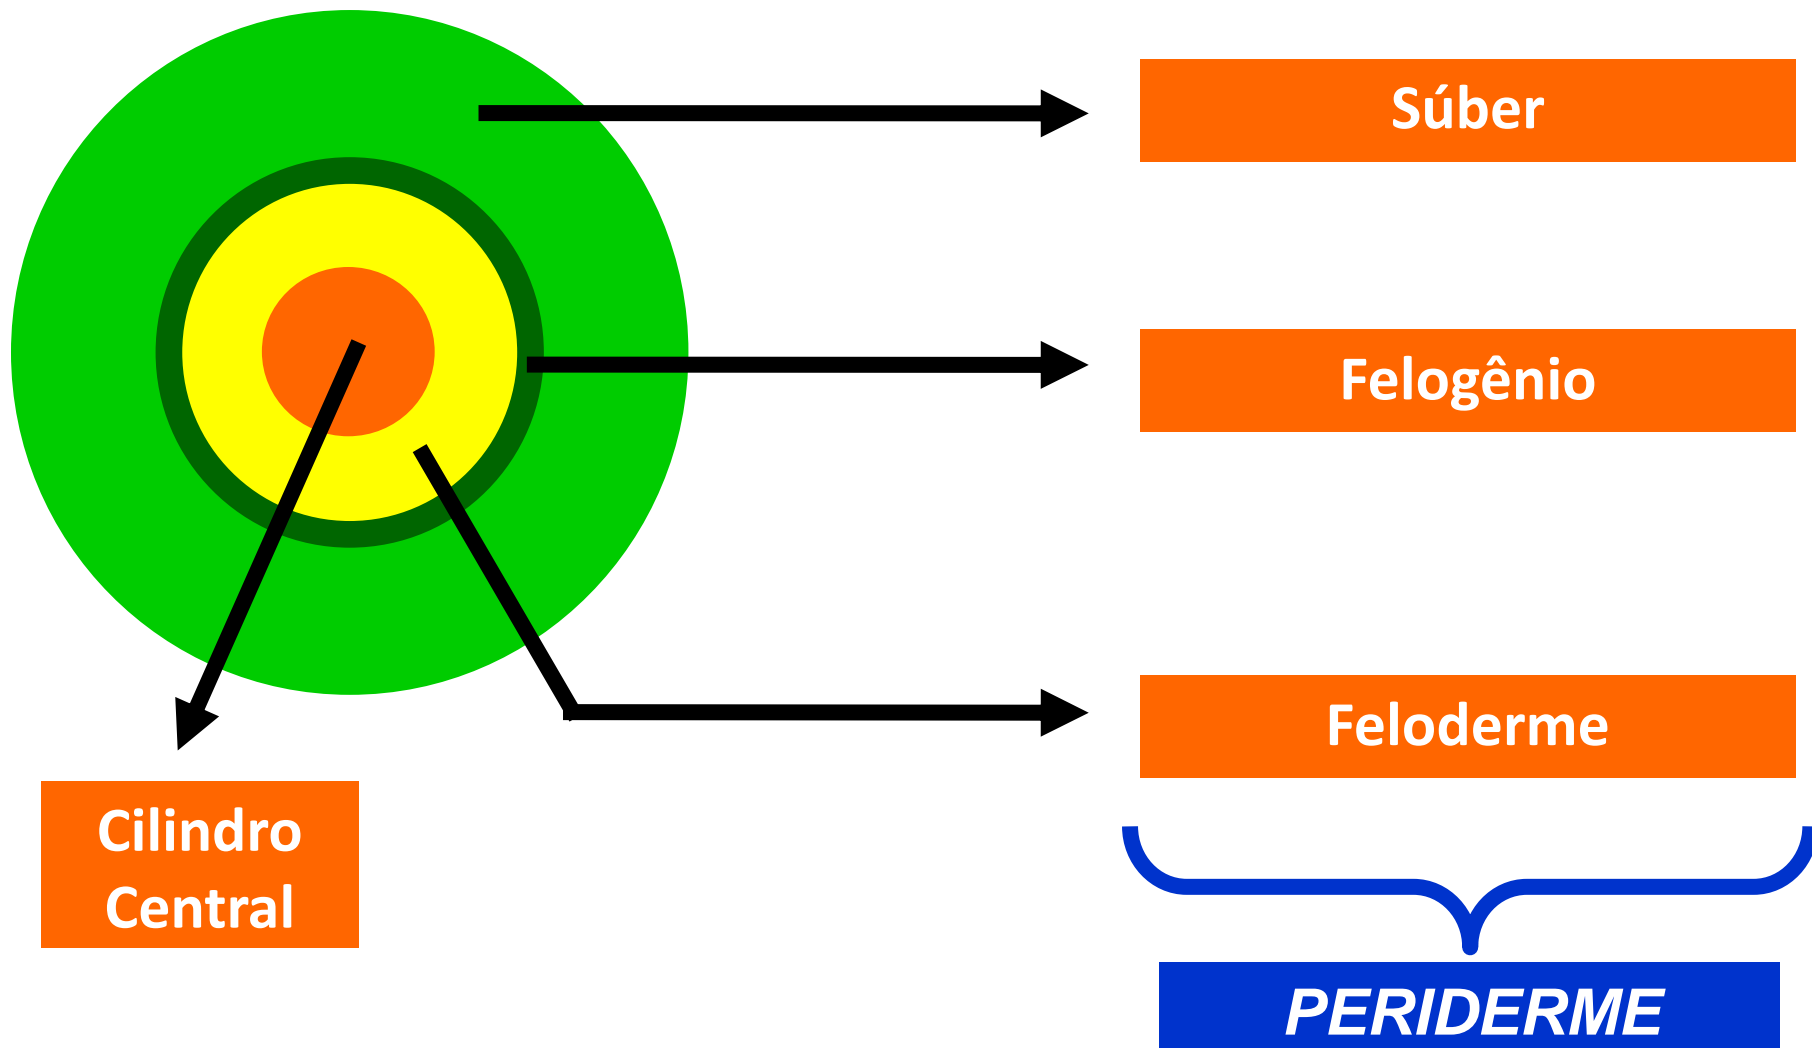 Súber
Felogênio
Feloderme
Cilindro
Central
PERIDERME